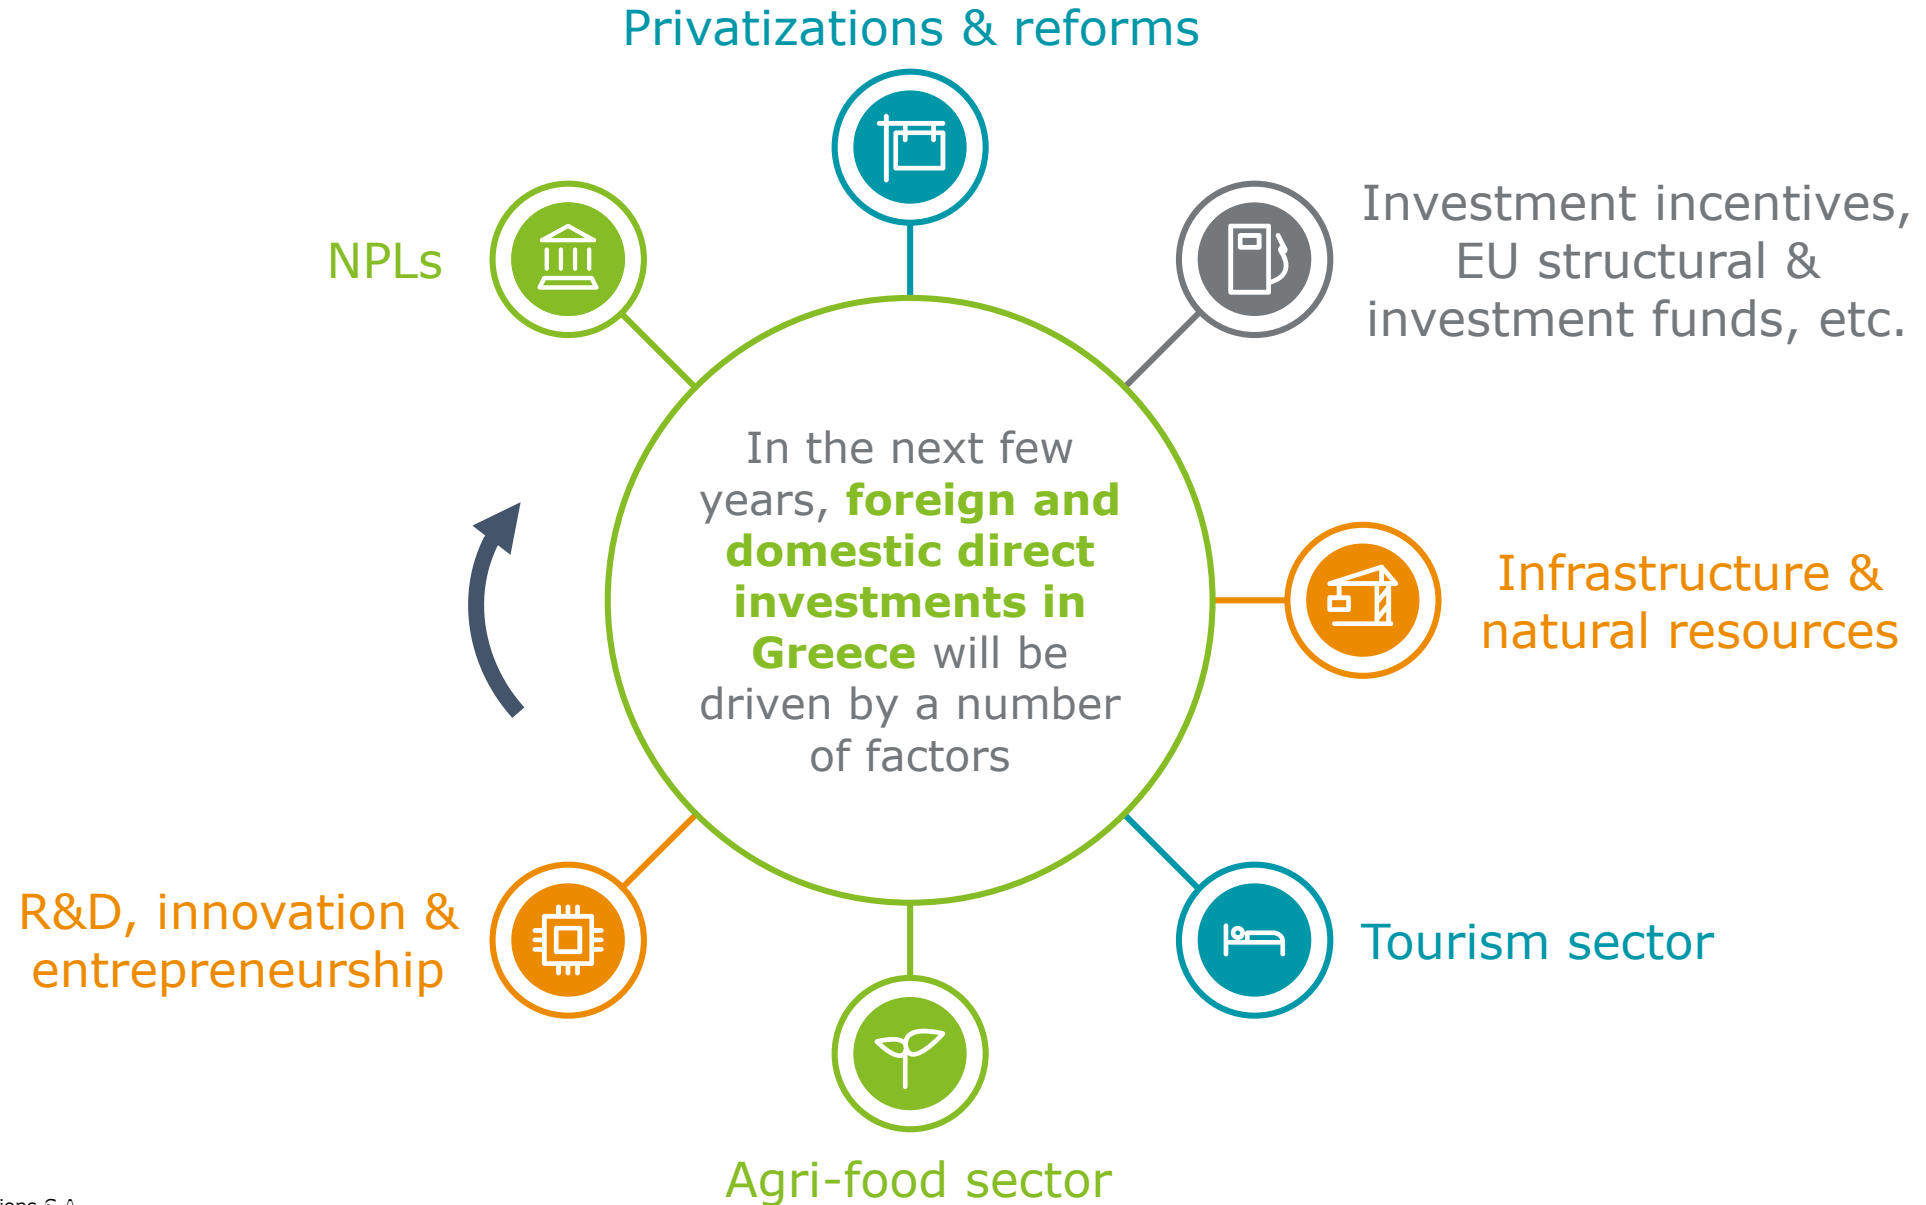 Privatizations & reforms
NPLs
Investment incentives,
EU structural &
investment funds, etc.
In the next few
years, foreign and
domestic direct
investments in
Greece will be
driven by a number
of factors
Infrastructure &
natural resources
R&D, innovation &
entrepreneurship
Tourism sector
Agri-food sector